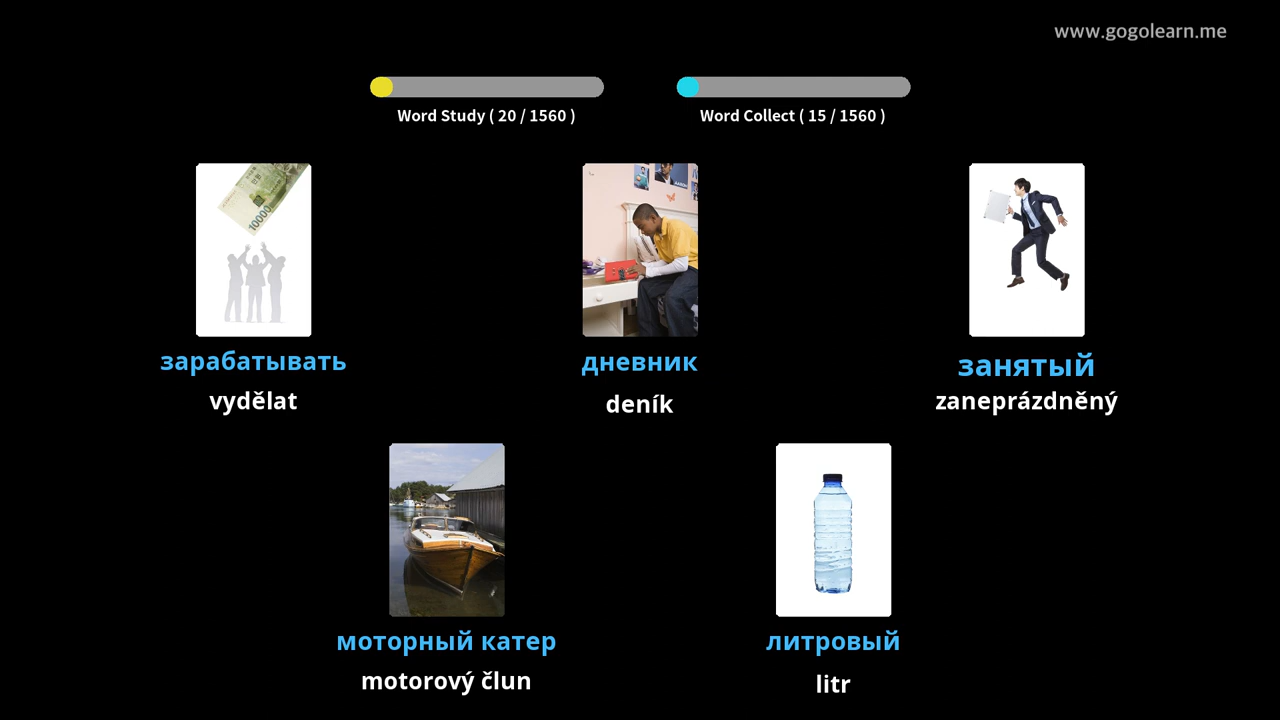 www.gogolearn.me
Word Study ( 20 / 1560 )
Word Collect ( 15 / 1560 )
10000
зарабатывать
дневник
занятый
vydělat
deník
zaneprázdněný
моторный катер
литровый
motorový člun
litr